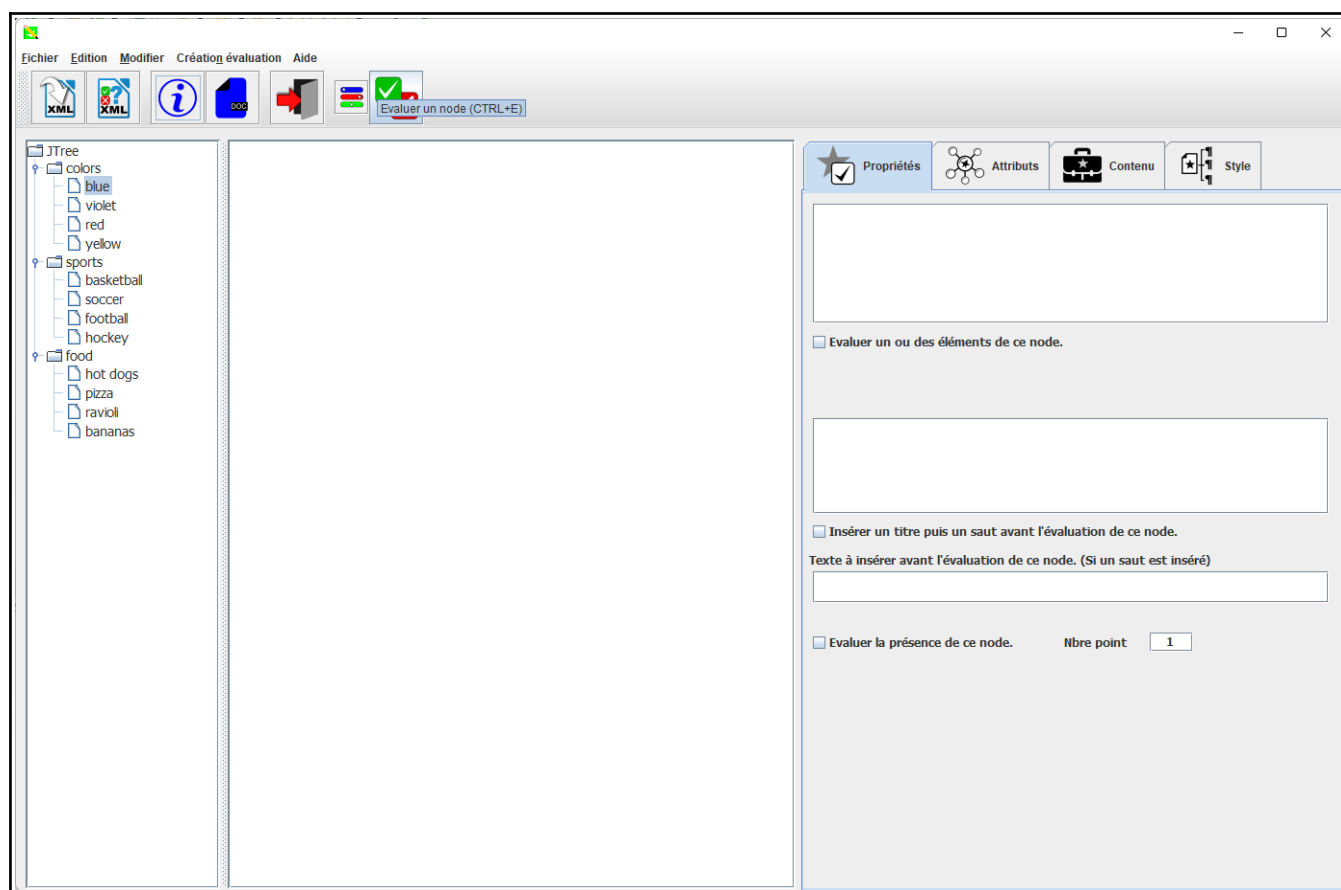 Fichier Edition Modifier Création évaluation Aide
XML
XML
DOC
Evaluer un node (CTRL+E)
JTree
colors
blue
violet
red
yellow
sports
basketball
soccer
football
hockey
food
hot dogs
pizza
ravioli
bananas
Propriétés Attributs Contenu Style
Evaluer un ou des éléments de ce node.
Insérer un titre puis un saut avant l'évaluation de ce node.
Texte à insérer avant l'évaluation de ce node. (Si un saut est inséré)
Evaluer la présence de ce node. Nbre point 1